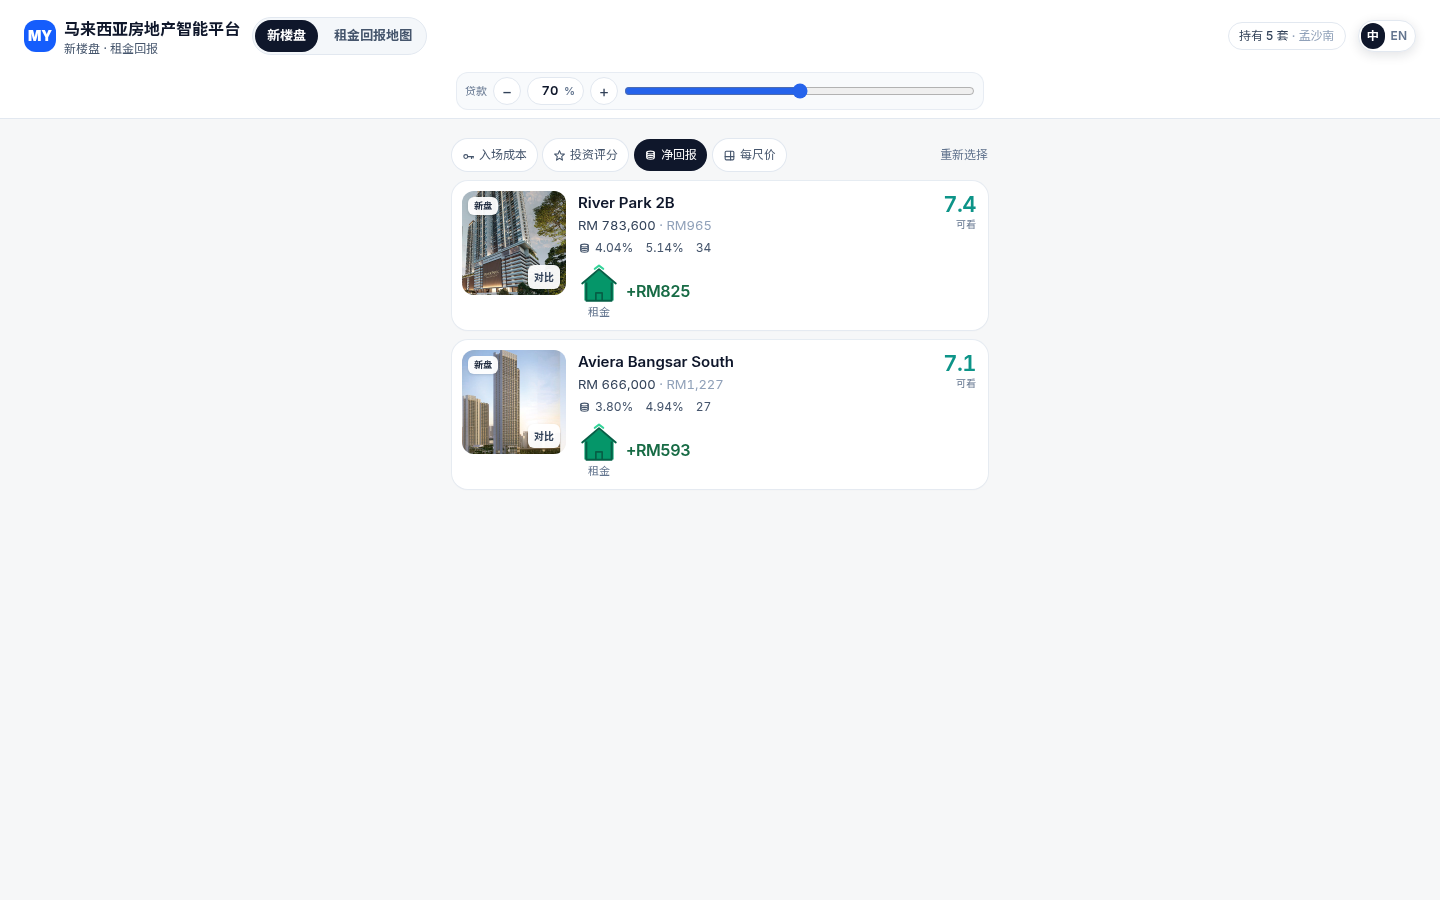 MY
马来西亚房地产智能平台
新楼盘 · 租金回报
新楼盘
租金回报地图
持有 5 套 · 孟沙南
中
EN
贷款
−
70 %
+
入场成本
投资评分
净回报
每尺价
重新选择
新盘
对比
River Park 2B
RM 783,600 · RM965
4.04% 5.14% 34
+RM825
租金
7.4
可看
新盘
对比
Aviera Bangsar South
RM 666,000 · RM1,227
3.80% 4.94% 27
+RM593
租金
7.1
可看